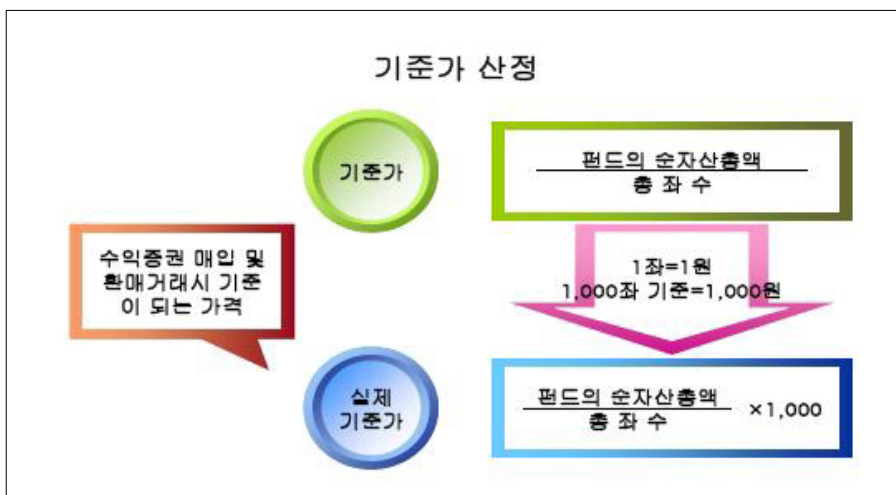 기준가 산정
기준가
펀드의 순자산총액
총 좌 수
수익증권 매입 및
환매거래시 기준
이 되는 가격
1좌=1원
1,000좌 기준=1,000원
실제
기준가
펀드의 순자산총액
총 좌 수
×1,000